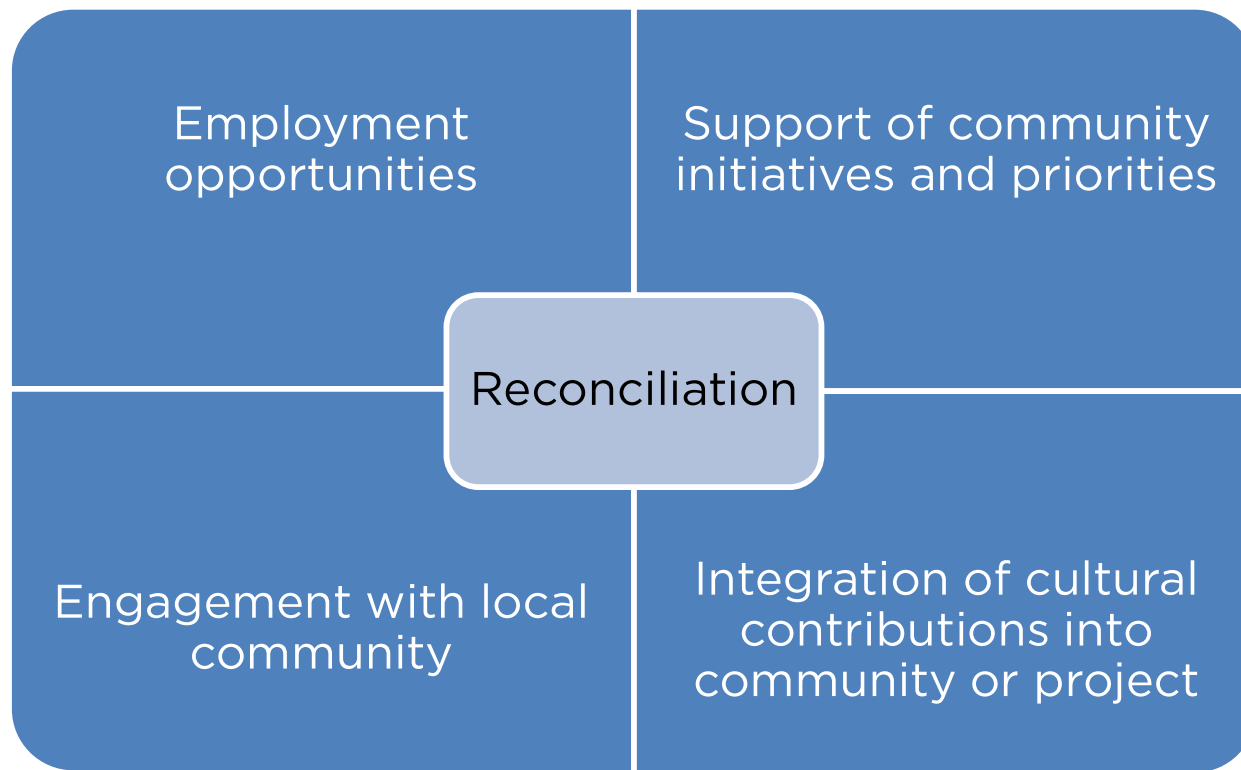 Employment
opportunities
Support of community
initiatives and priorities
Reconciliation
Engagement with local
community
Integration of cultural
contributions into
community or project